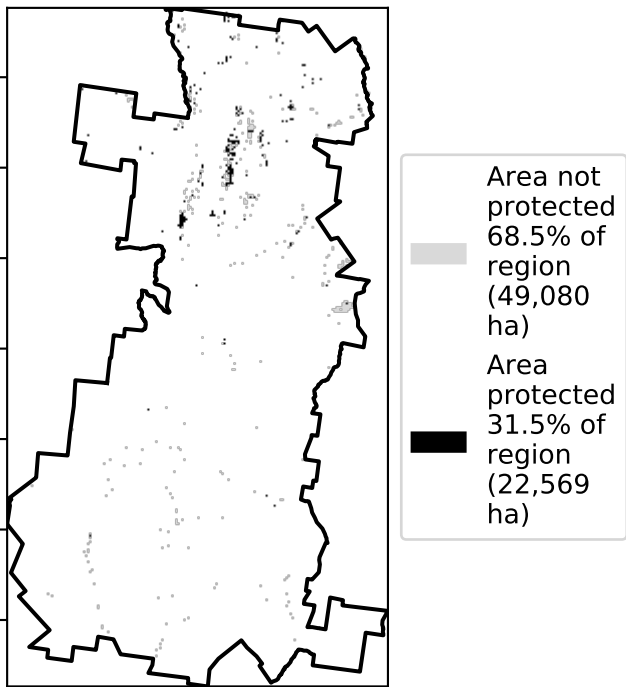 Area not
protected
68.5% of
region
(49,080
ha)
Area
protected
31.5% of
region
(22,569
ha)